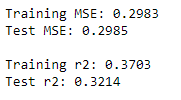 Training MSE: 0.2983
Test MSE: 0.2985
Training r2: 0.3703
Test r2: 0.3214